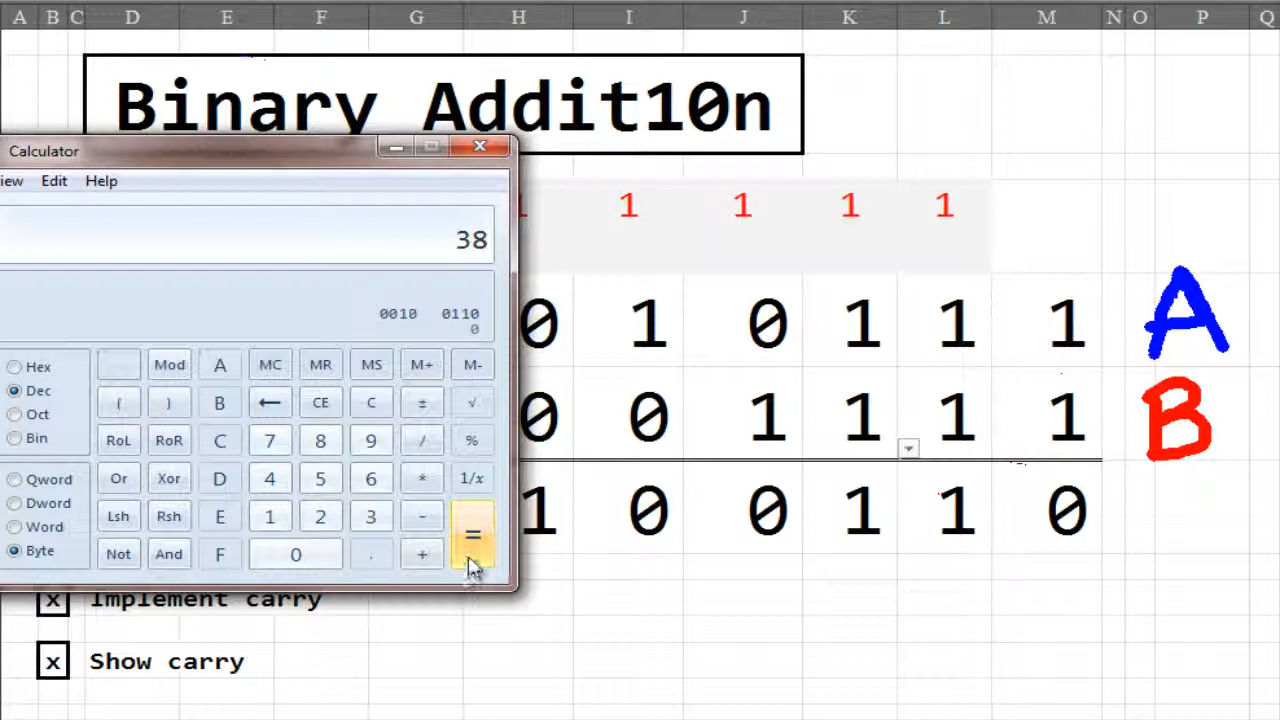 A B C D E F G H I J K L M N O P Q
Binary Addit10n
Calculator
iew Edit Help
38
0010 0110
0
Hex Mod A MC MR MS M+ M-
Dec ( ) B ← CE C ± √
Oct
Bin RoL RoR C 7 8 9 / %
Qword Or Xor D 4 5 6 * 1/x
Dword
Word Lsh Rsh E 1 2 3 - =
Byte Not And F 0 . +
1 1 1 1 1
0 1 0 1 1 1 A
0 0 1 1 1 1 B
1 0 0 1 1 0
x Implement carry
x Show carry